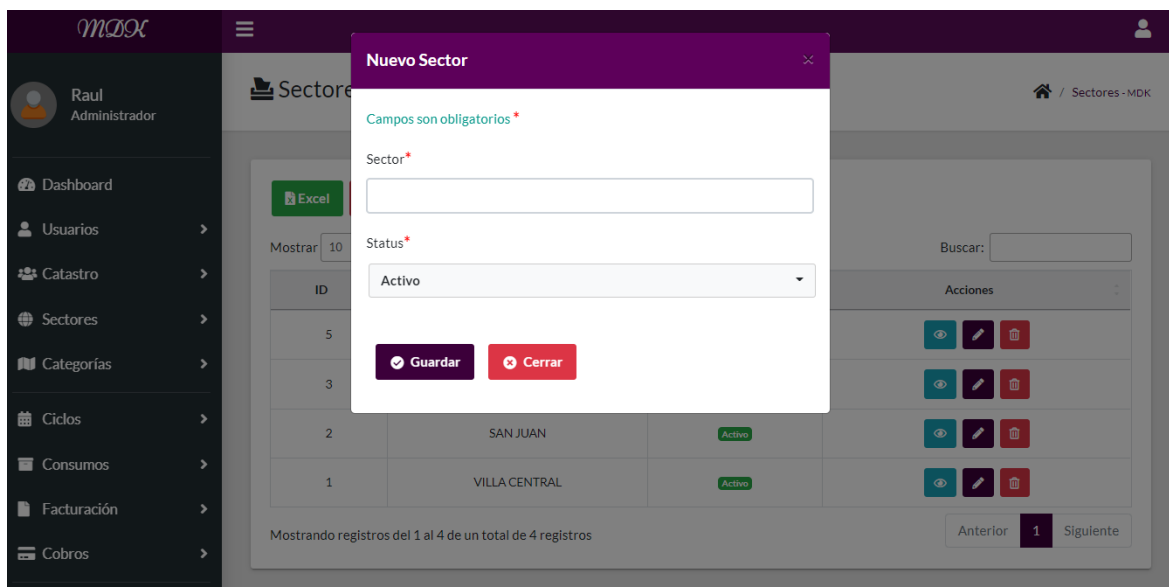 MDK
Raul
Administrador
Dashboard
Usuarios
Catastro
Sectores
Categorías
Ciclos
Consumos
Facturación
Cobros
/ Sectores - MDK
Nuevo Sector
Campos son obligatorios *
Sector*
Status*
Activo
Guardar
Cerrar
Excel
Mostrar 10
Buscar:
ID Acciones
5
3
2 SAN JUAN Activo
1 VILLA CENTRAL Activo
Mostrando registros del 1 al 4 de un total de 4 registros
Anterior 1 Siguiente